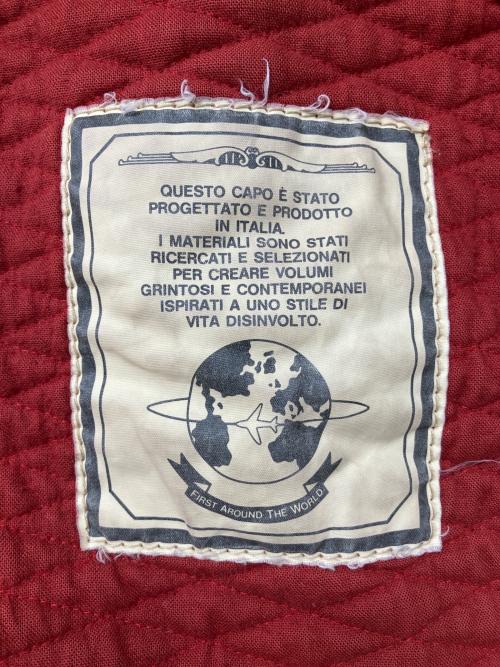 QUESTO CAPO È STATO
PROGETTATO E PRODOTTO
IN ITALIA.
I MATERIALI SONO STATI
RICERCATI E SELEZIONATI
PER CREARE VOLUMI
GRINTOSI E CONTEMPORANEI
ISPIRATI A UNO STILE DI
VITA DISINVOLTO.
FIRST AROUND THE WORLD